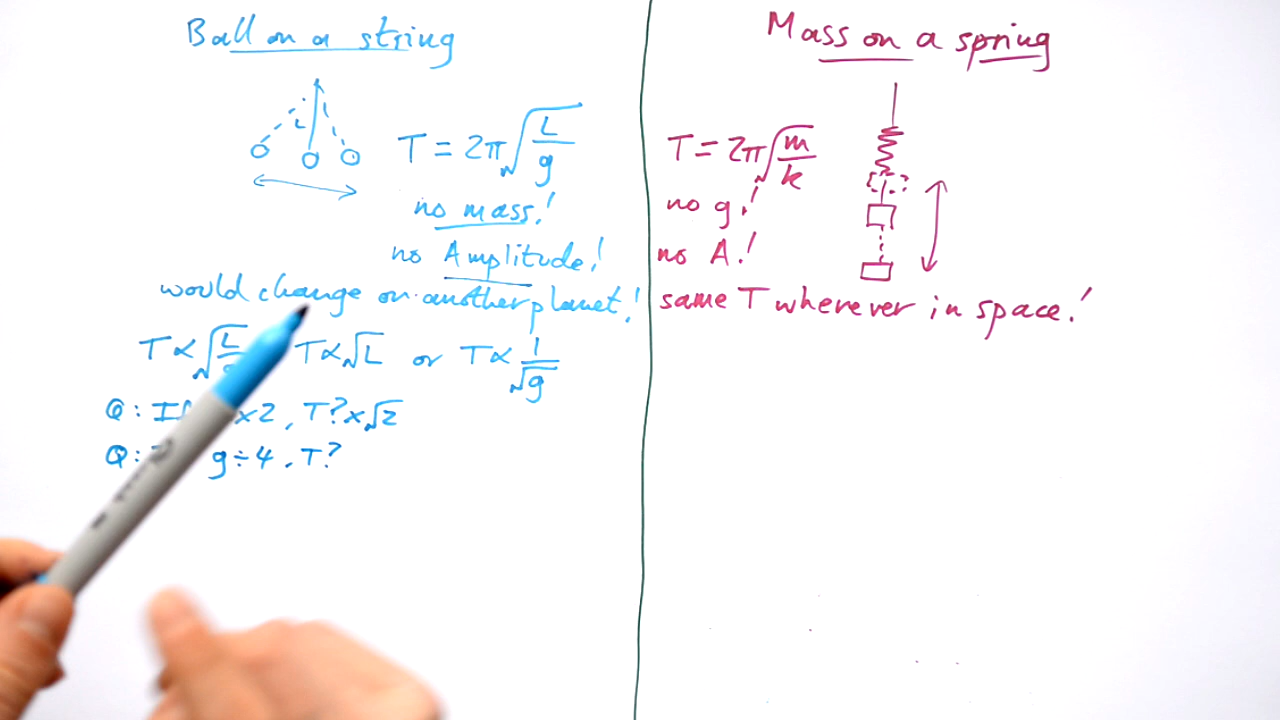 Ball on a string
L
T = 2π√(L/g)
no mass!
no Amplitude!
would change on another planet!
T ∝ √L T ∝ √L or T ∝ 1/√g
Q: x2, T? x√2
Q: g÷4, T?
Mass on a spring
T = 2π√(m/k)
no g!
no A!
same T wherever in space!